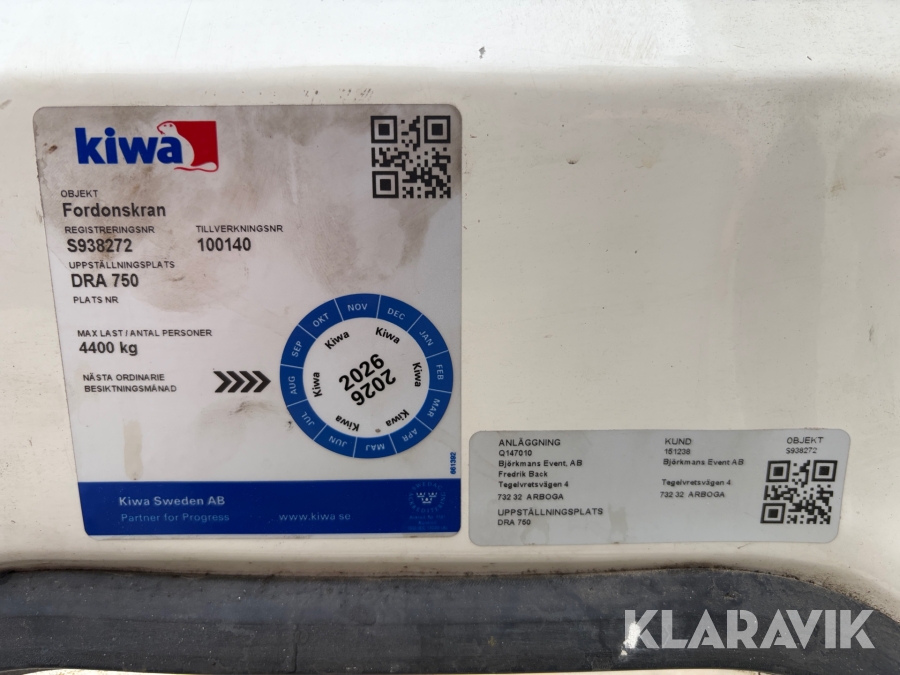 kiwa
OBJEKT
Fordonskran
REGISTRERINGSNR TILLVERKNINGSNR
S938272 100140
UPPSTÄLLNINGSPLATS
DRA 750
PLATS NR
MAX LAST / ANTAL PERSONER
4400 kg
NÄSTA ORDINARIE
BESIKTNINGSMÅNAD
JAN
FEB
MAR
APR
MAJ
JUN
JUL
AUG
SEP
OKT
NOV
DEC
Kiwa
Kiwa
Kiwa
Kiwa
Kiwa
Kiwa
2026
2026
661392
Kiwa Sweden AB
Partner for Progress www.kiwa.se
ANLÄGGNING KUND OBJEKT
Q147010 151238 S938272
Björkmans Event, AB Björkmans Event AB
Fredrik Back
Tegelvretsvägen 4 Tegelvretsvägen 4
732 32 ARBOGA 732 32 ARBOGA
UPPSTÄLLNINGSPLATS
DRA 750
KLARAVIK